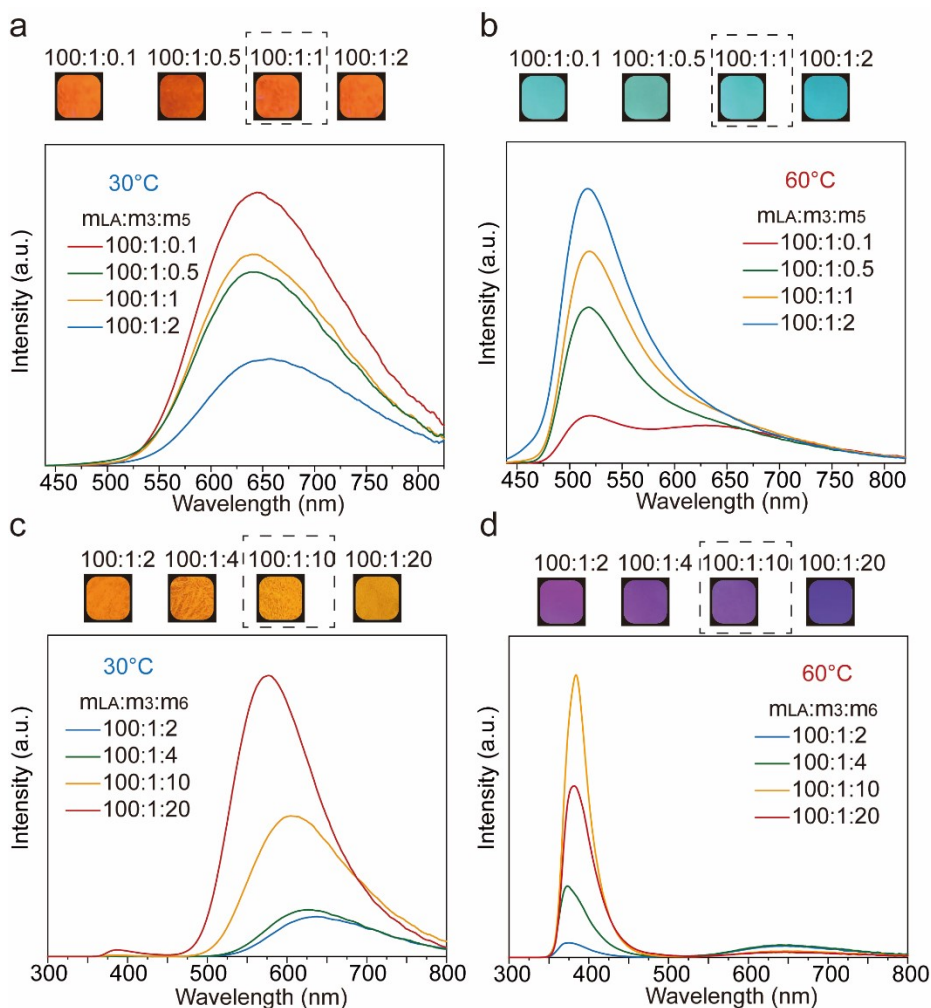 a
100:1:0.1 100:1:0.5 100:1:1 100:1:2
30°C
mLA:m3:m5
100:1:0.1
100:1:0.5
100:1:1
100:1:2
Intensity (a.u.)
450 500 550 600 650 700 750 800
Wavelength (nm)
b
100:1:0.1 100:1:0.5 100:1:1 100:1:2
60°C
mLA:m3:m5
100:1:0.1
100:1:0.5
100:1:1
100:1:2
Intensity (a.u.)
450 500 550 600 650 700 750 800
Wavelength (nm)
c
100:1:2 100:1:4 100:1:10 100:1:20
30°C
mLA:m3:m6
100:1:2
100:1:4
100:1:10
100:1:20
Intensity (a.u.)
300 400 500 600 700 800
Wavelength (nm)
d
100:1:2 100:1:4 100:1:10 100:1:20
60°C
mLA:m3:m6
100:1:2
100:1:4
100:1:10
100:1:20
Intensity (a.u.)
300 400 500 600 700 800
Wavelength (nm)